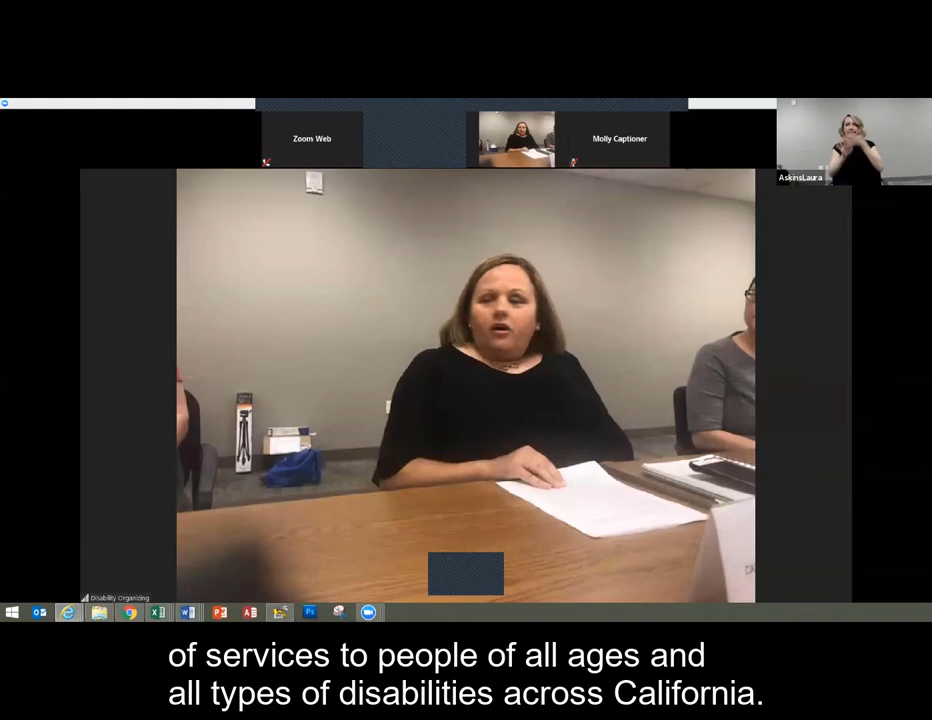 Zoom Web
Molly Captioner
AskinsLaura
Disability Organizing
of services to people of all ages and
all types of disabilities across California.